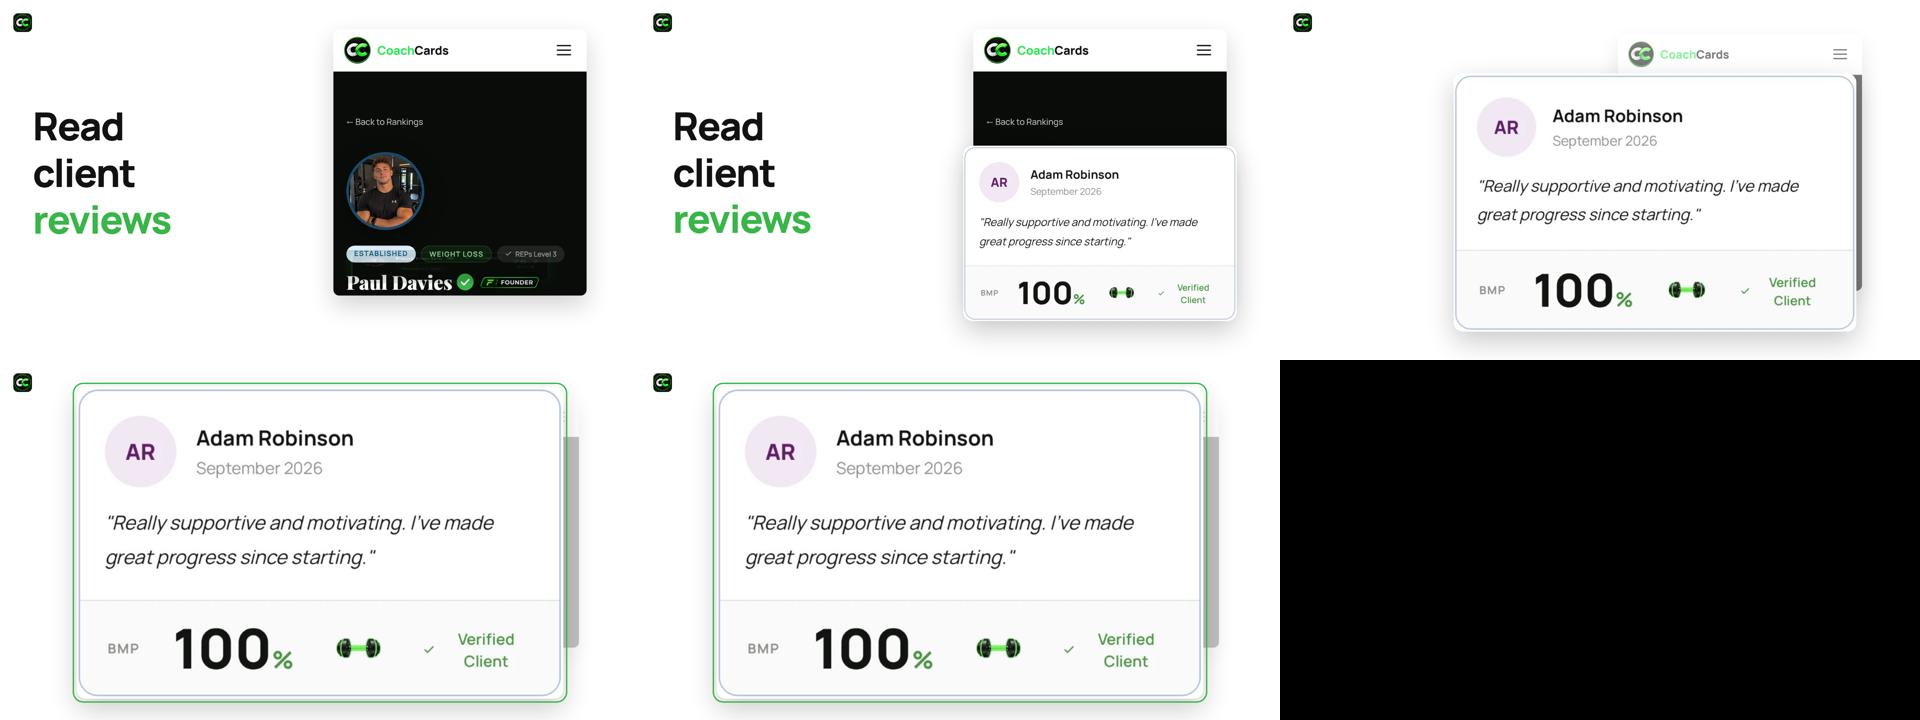 CC
CoachCards
Read
client
reviews
← Back to Rankings
ESTABLISHED
WEIGHT LOSS
✓ REPs Level 3
Paul Davies
FOUNDER
CC
CoachCards
Read
client
reviews
← Back to Rankings
AR
Adam Robinson
September 2026
"Really supportive and motivating. I've made
great progress since starting."
BMP
100%
✓ Verified
Client
CC
CoachCards
AR
Adam Robinson
September 2026
"Really supportive and motivating. I've made
great progress since starting."
BMP
100%
✓ Verified
Client
CC
AR
Adam Robinson
September 2026
"Really supportive and motivating. I've made
great progress since starting."
BMP
100%
✓ Verified
Client
CC
AR
Adam Robinson
September 2026
"Really supportive and motivating. I've made
great progress since starting."
BMP
100%
✓ Verified
Client